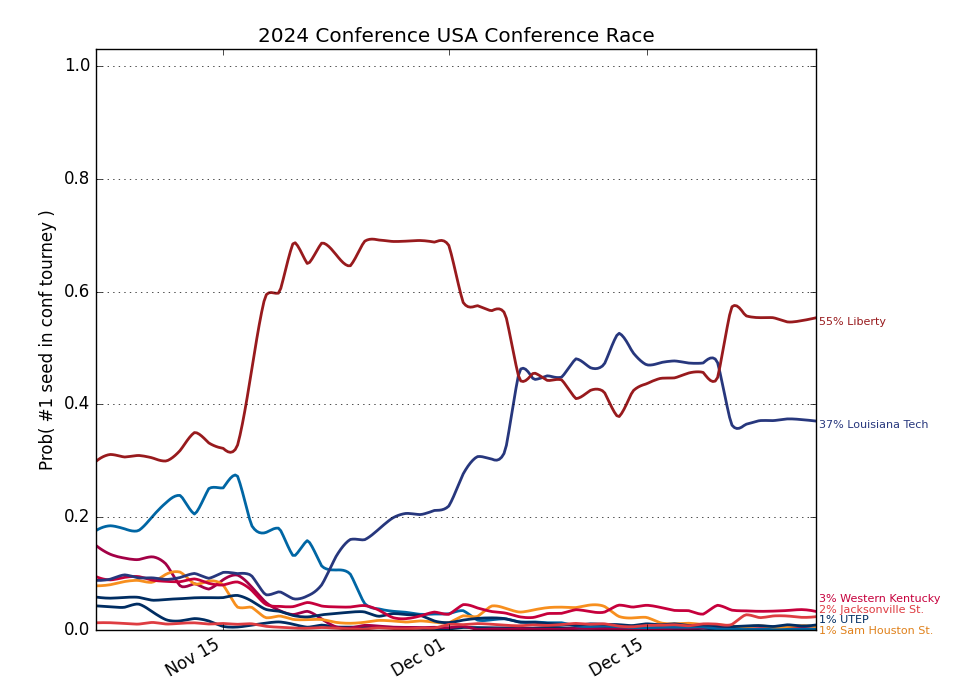 2024 Conference USA Conference Race
Prob( #1 seed in conf tourney )
1.0
0.8
0.6
0.4
0.2
0.0
Nov 15
Dec 01
Dec 15
55% Liberty
37% Louisiana Tech
3% Western Kentucky
2% Jacksonville St.
1% UTEP
1% Sam Houston St.